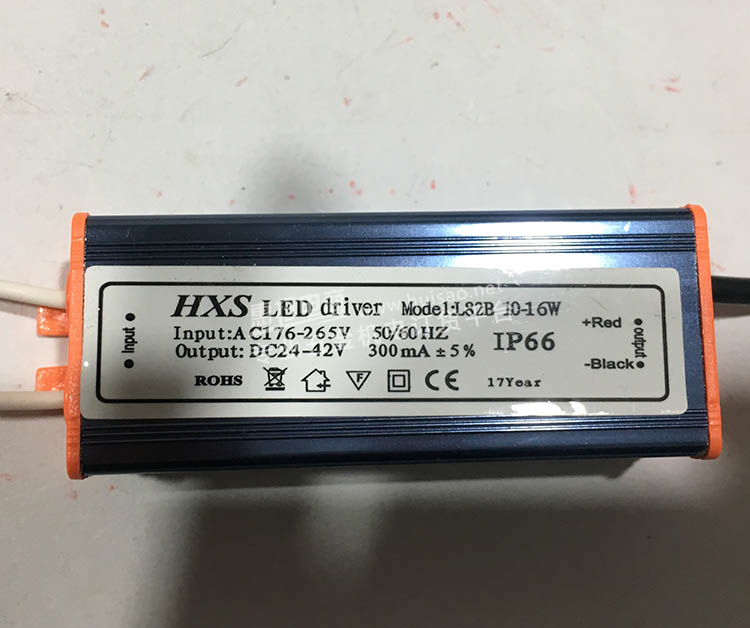 HXS LED driver Model:L82B 10-16W
Input:AC176-265V 50/60HZ
Output:DC24-42V 300mA±5% IP66
ROHS F CE 17Year
Input
+Red
-Black
output